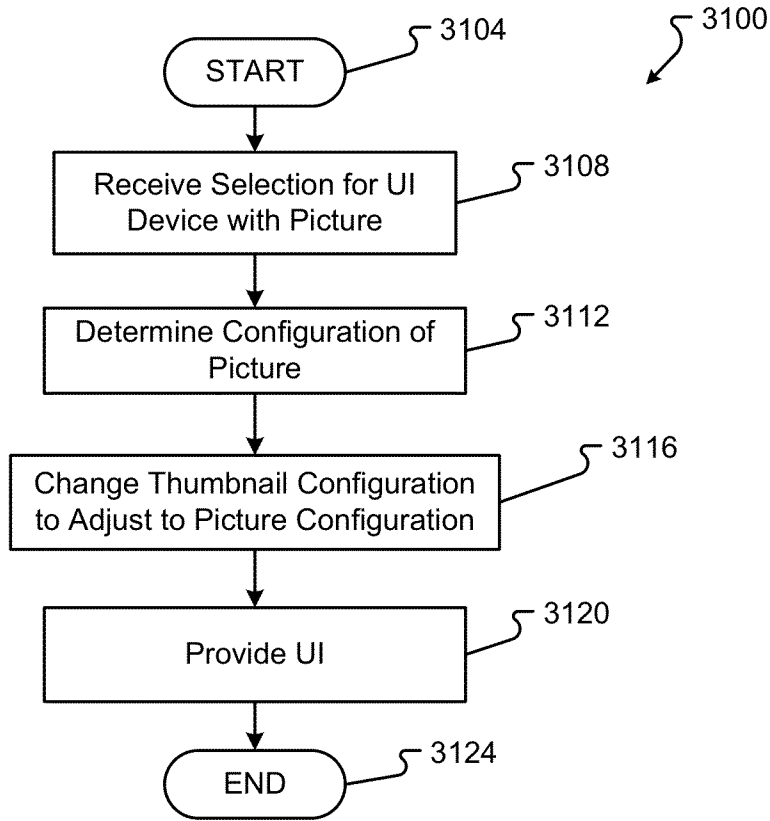 3104
3100
START
3108
Receive Selection for UI
Device with Picture
3112
Determine Configuration of
Picture
3116
Change Thumbnail Configuration
to Adjust to Picture Configuration
3120
Provide UI
3124
END